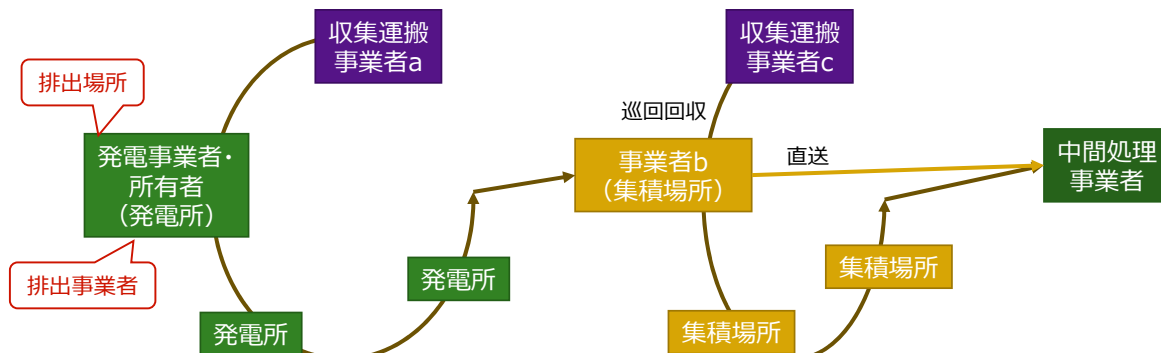 収集運搬
事業者a
収集運搬
事業者c
排出場所
巡回回収
発電事業者・
所有者
（発電所）
事業者b
（集積場所）
直送
中間処理
事業者
排出事業者
発電所
集積場所
発電所
集積場所